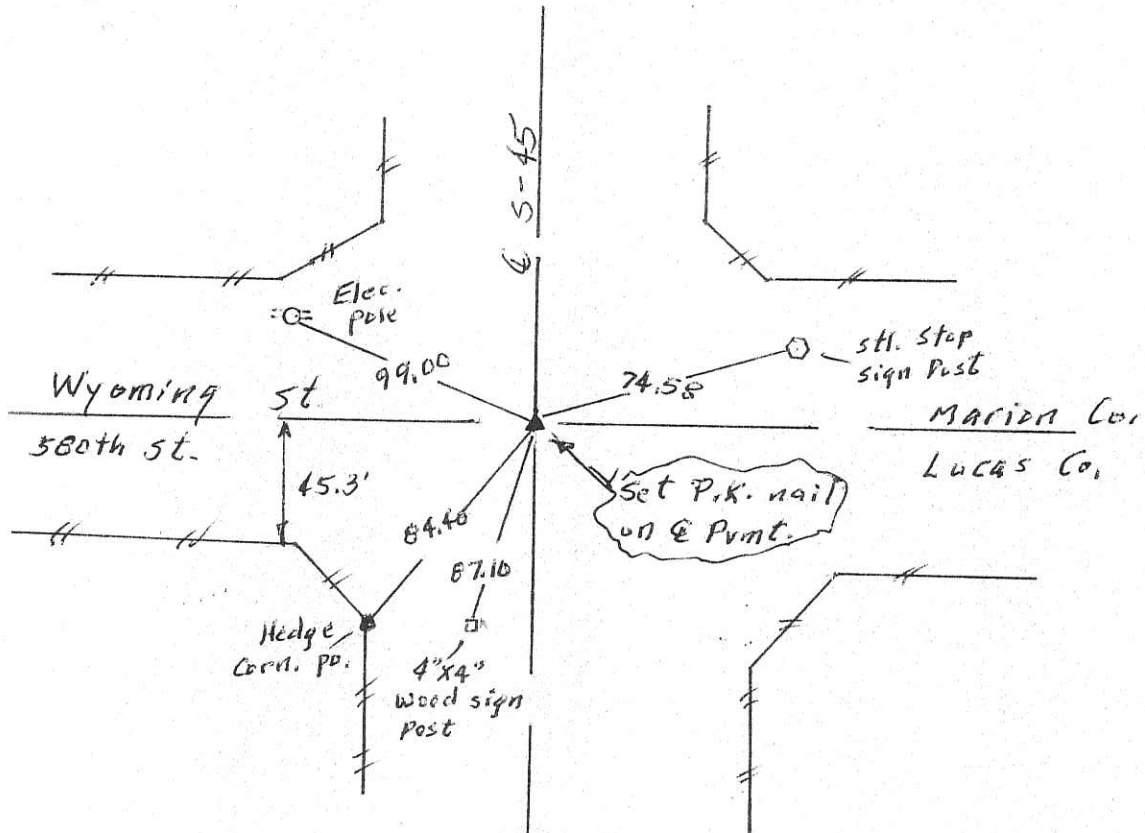 ℄ S-45
Elec.
pole
99.00
74.58
stl. stop
sign Post
Wyoming St.
580th St.
Marion Co.
Lucas Co.
45.3'
Set P.K. nail
on ℄ Pvmt.
84.40
87.10
Hedge
Corn. po.
4"x4"
wood sign
Post